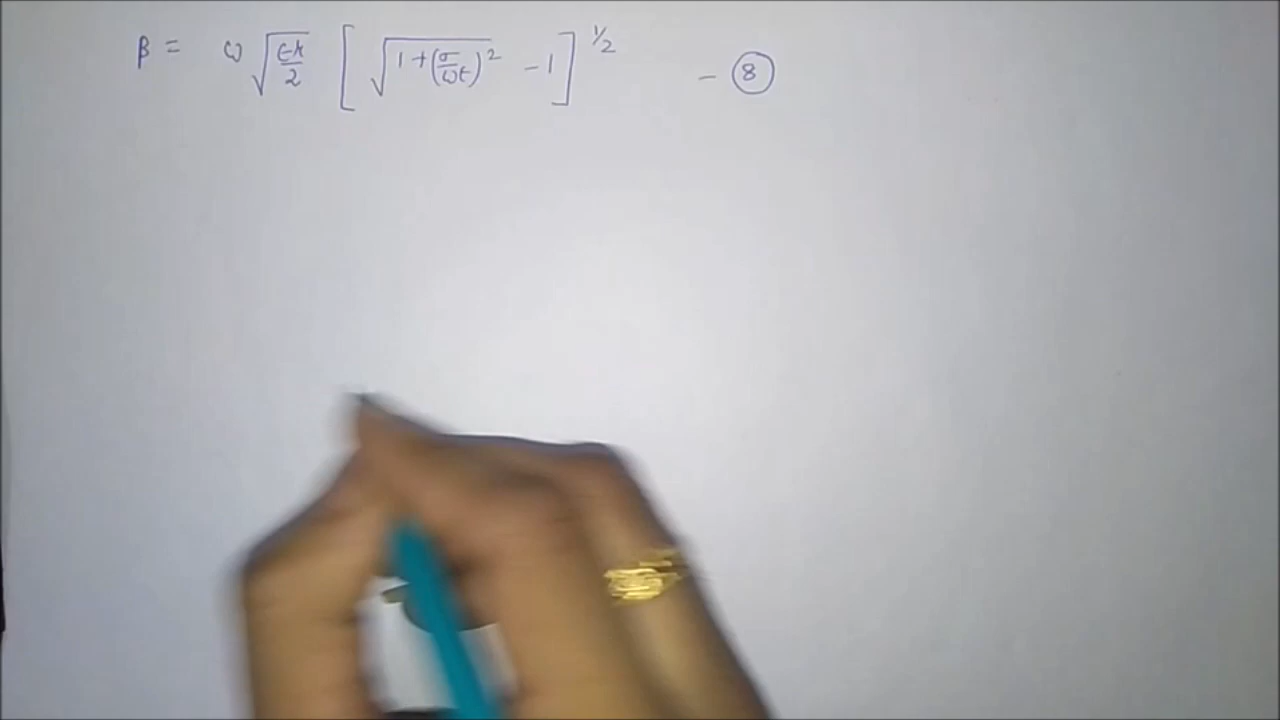 β = ω √(εμ/2) [ √(1+(σ/ωε)²) - 1 ]^1/2 - ⑧